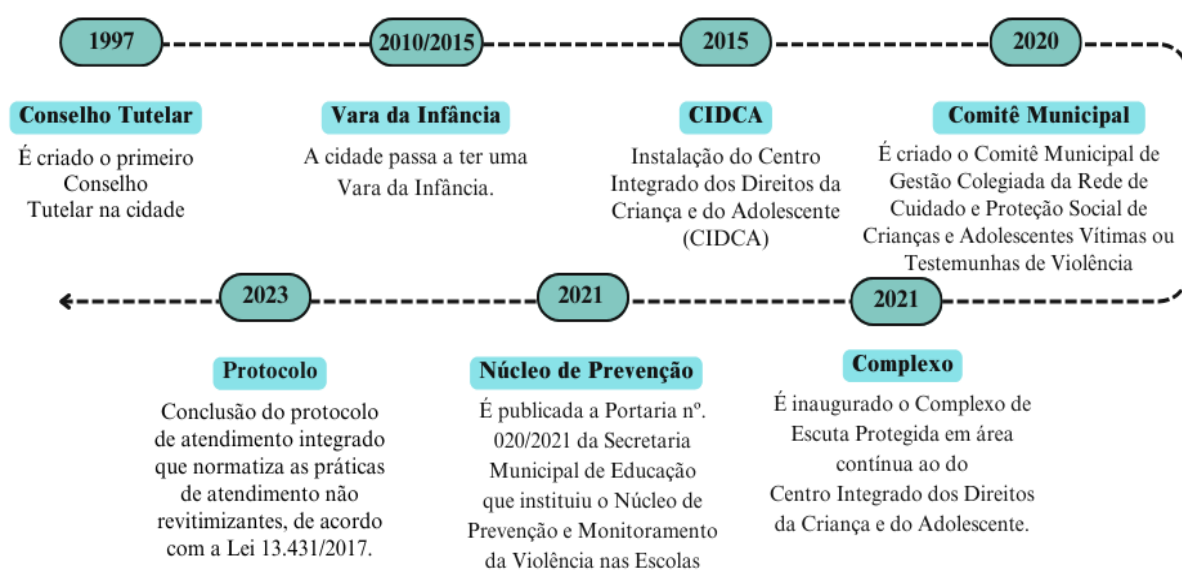 1997
Conselho Tutelar
É criado o primeiro
Conselho
Tutelar na cidade
2010/2015
Vara da Infância
A cidade passa a ter uma
Vara da Infância.
2015
CIDCA
Instalação do Centro
Integrado dos Direitos da
Criança e do Adolescente
(CIDCA)
2020
Comitê Municipal
É criado o Comitê Municipal de
Gestão Colegiada da Rede de
Cuidado e Proteção Social de
Crianças e Adolescentes Vítimas ou
Testemunhas de Violência
2021
Complexo
É inaugurado o Complexo de
Escuta Protegida em área
contínua ao do
Centro Integrado dos Direitos
da Criança e do Adolescente.
2021
Núcleo de Prevenção
É publicada a Portaria nº.
020/2021 da Secretaria
Municipal de Educação
que instituiu o Núcleo de
Prevenção e Monitoramento
da Violência nas Escolas
2023
Protocolo
Conclusão do protocolo
de atendimento integrado
que normatiza as práticas
de atendimento não
revitimizantes, de acordo
com a Lei 13.431/2017.